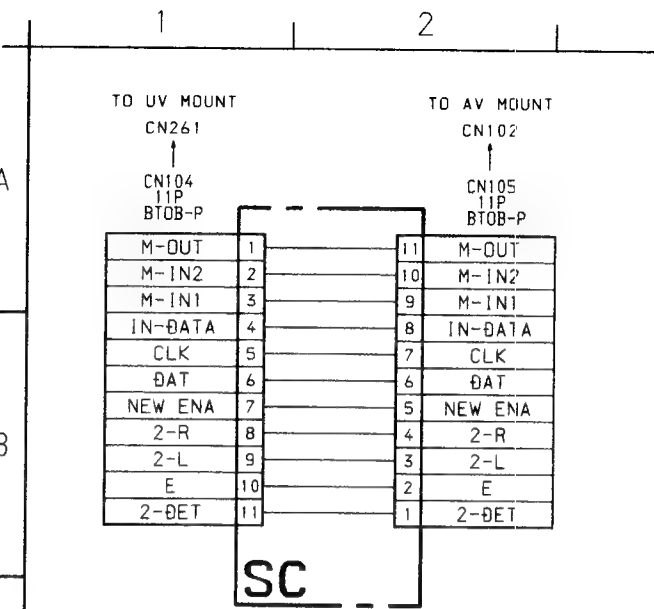 1 2
A
B
TO UV MOUNT
CN261
CN104
11P
BTOB-P
TO AV MOUNT
CN102
CN105
11P
BTOB-P
M-OUT 1 11 M-OUT
M-IN2 2 10 M-IN2
M-IN1 3 9 M-IN1
IN-DATA 4 8 IN-DATA
CLK 5 7 CLK
DAT 6 6 DAT
NEW ENA 7 5 NEW ENA
2-R 8 4 2-R
2-L 9 3 2-L
E 10 2 E
2-DET 11 1 2-DET
SC